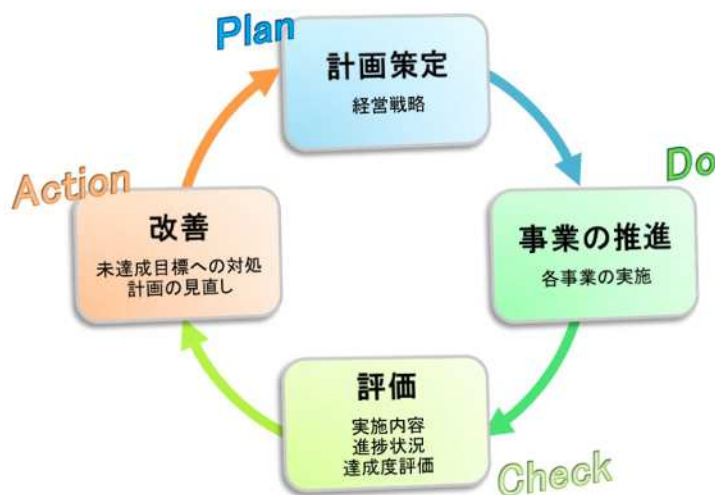 Plan
計画策定
経営戦略
Do
事業の推進
各事業の実施
Check
評価
実施内容
進捗状況
達成度評価
Action
改善
未達成目標への対処
計画の見直し